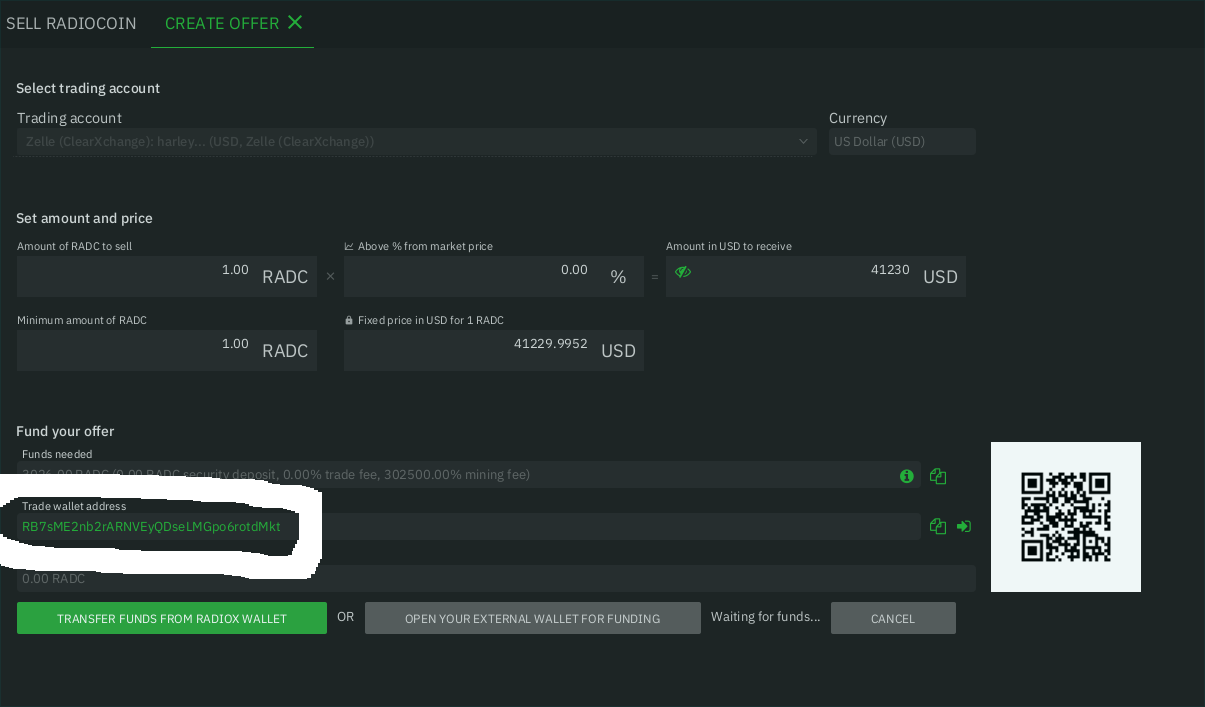 SELL RADIOCOIN CREATE OFFER
Select trading account
Trading account Currency
Zelle (ClearXchange): harley... (USD, Zelle (ClearXchange)) US Dollar (USD)
Set amount and price
Amount of RADC to sell Above % from market price Amount in USD to receive
1.00 RADC × 0.00 % = 41230 USD
Minimum amount of RADC Fixed price in USD for 1 RADC
1.00 RADC 41229.9952 USD
Fund your offer
Funds needed
3026.00 RADC (0.00 RADC security deposit, 0.00% trade fee, 302500.00% mining fee)
Trade wallet address
RB7sME2nb2rARNVEyQDseLMGpo6rotdMkt
0.00 RADC
TRANSFER FUNDS FROM RADIOX WALLET OR OPEN YOUR EXTERNAL WALLET FOR FUNDING Waiting for funds... CANCEL